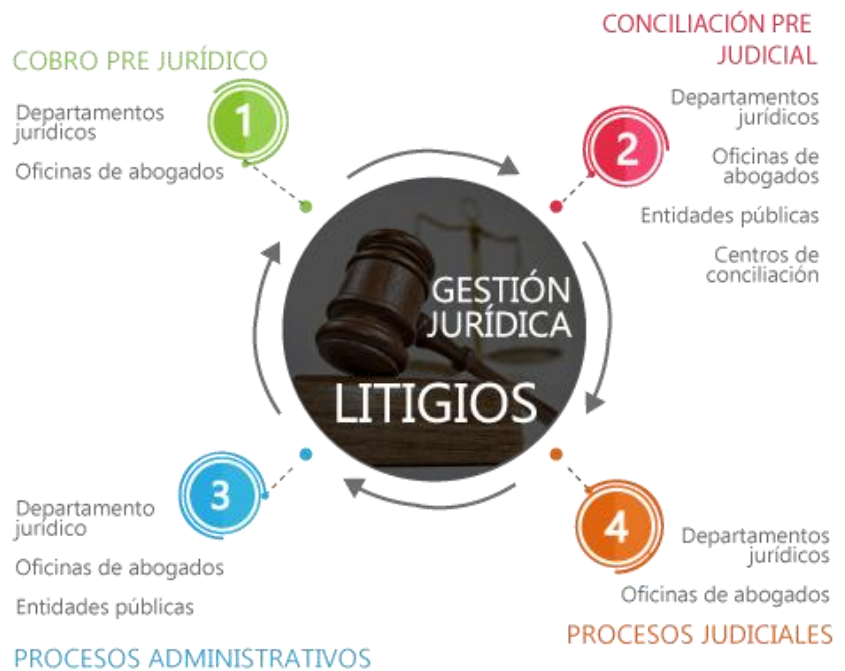 COBRO PRE JURÍDICO
1
Departamentos
jurídicos
Oficinas de abogados
CONCILIACIÓN PRE
JUDICIAL
2
Departamentos
jurídicos
Oficinas de
abogados
Entidades públicas
Centros de
conciliación
GESTIÓN
JURÍDICA
LITIGIOS
3
Departamento
jurídico
Oficinas de abogados
Entidades públicas
PROCESOS ADMINISTRATIVOS
4
Departamentos
jurídicos
Oficinas de abogados
PROCESOS JUDICIALES